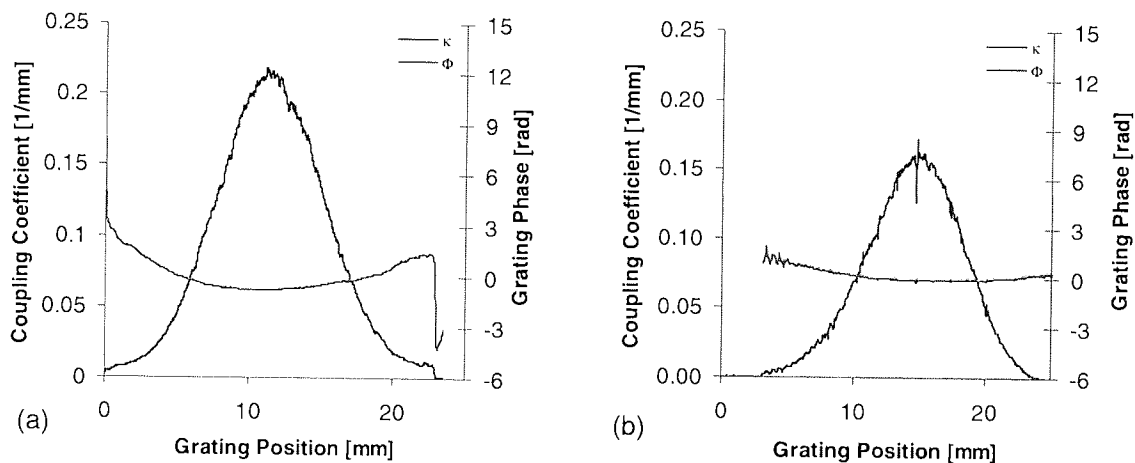 0.25
0.2
0.15
0.1
0.05
0
15
12
9
6
3
0
-3
-6
κ
Φ
Coupling Coefficient [1/mm]
Grating Phase [rad]
0
10
20
Grating Position [mm]
(a)
0.25
0.20
0.15
0.10
0.05
0.00
15
12
9
6
3
0
-3
-6
κ
Φ
Coupling Coefficient [1/mm]
Grating Phase [rad]
0
10
20
Grating Position [mm]
(b)